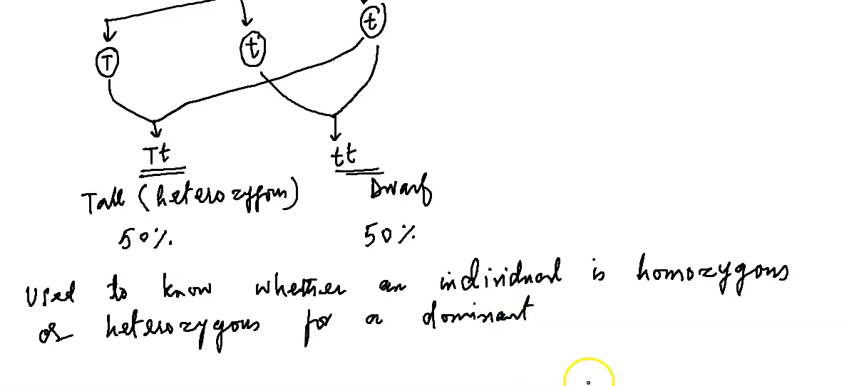 T t t
Tt tt
Tall (heterozygous) Dwarf
50% 50%
Used to know whether an individual is homozygous
or heterozygous for a dominant